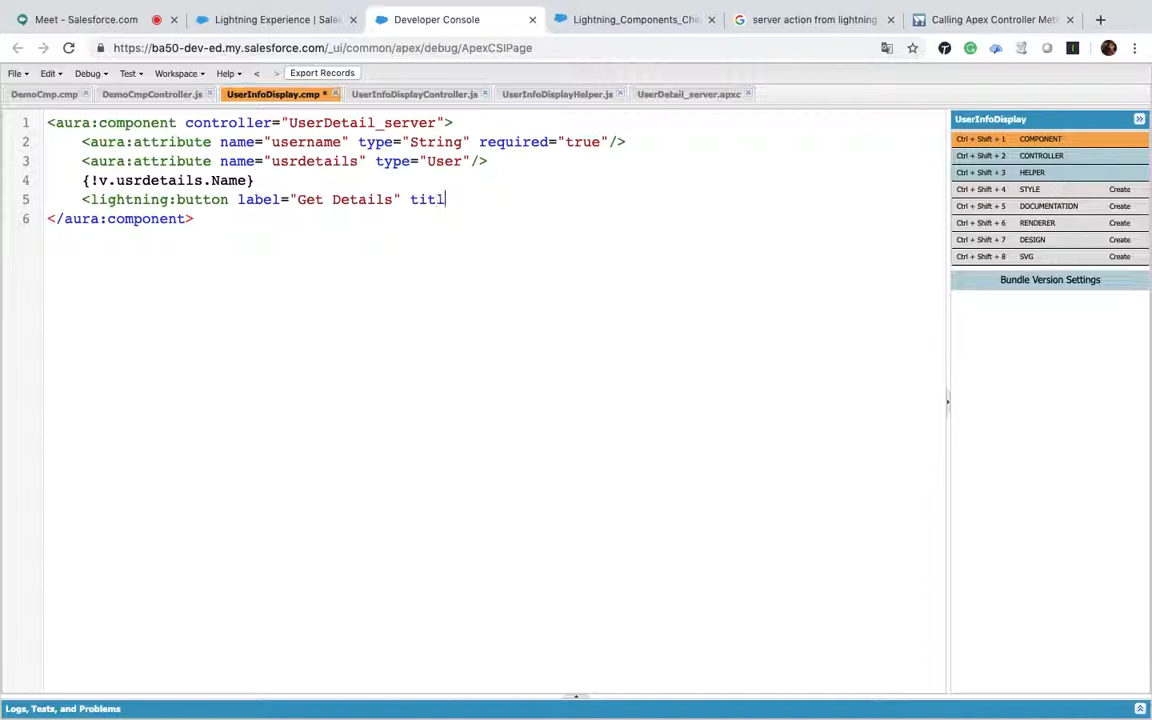 Meet - Salesforce.com
Lightning Experience | Sales
Developer Console
Lightning_Components_Che
server action from lightning
Calling Apex Controller Met
https://ba50-dev-ed.my.salesforce.com/_ui/common/apex/debug/ApexCSIPage
File Edit Debug Test Workspace Help < > Export Records
DemoCmp.cmp DemoCmpController.js UserInfoDisplay.cmp * UserInfoDisplayController.js UserInfoDisplayHelper.js UserDetail_server.apxc
1 <aura:component controller="UserDetail_server">
2 <aura:attribute name="username" type="String" required="true"/>
3 <aura:attribute name="usrdetails" type="User"/>
4 {!v.usrdetails.Name}
5 <lightning:button label="Get Details" titl
6 </aura:component>
UserInfoDisplay
Ctrl + Shift + 1 COMPONENT
Ctrl + Shift + 2 CONTROLLER
Ctrl + Shift + 3 HELPER
Ctrl + Shift + 4 STYLE Create
Ctrl + Shift + 5 DOCUMENTATION Create
Ctrl + Shift + 6 RENDERER Create
Ctrl + Shift + 7 DESIGN Create
Ctrl + Shift + 8 SVG Create
Bundle Version Settings
Logs, Tests, and Problems